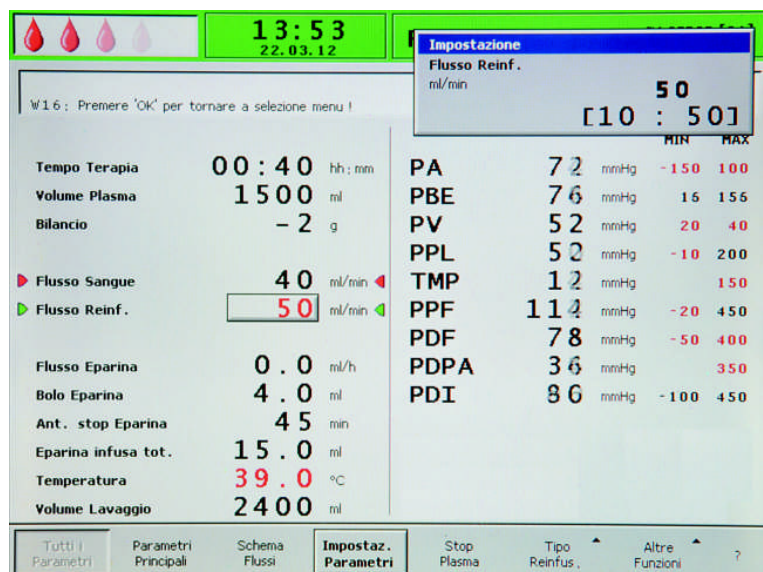 13:53
22.03.12
Impostazione
Flusso Reinf.
ml/min
50
[10 : 50]
W16: Premere 'OK' per tornare a selezione menu !
MIN MAX
Tempo Terapia 00:40 hh:mm
Volume Plasma 1500 ml
Bilancio -2 g
Flusso Sangue 40 ml/min
Flusso Reinf. 50 ml/min
Flusso Eparina 0.0 ml/h
Bolo Eparina 4.0 ml
Ant. stop Eparina 45 min
Eparina infusa tot. 15.0 ml
Temperatura 39.0 °C
Volume Lavaggio 2400 ml
PA 72 mmHg -150 100
PBE 76 mmHg 16 156
PV 52 mmHg 20 40
PPL 50 mmHg -10 200
TMP 12 mmHg 150
PPF 114 mmHg -20 450
PDF 78 mmHg -50 400
PDPA 36 mmHg 350
PDI 86 mmHg -100 450
Tutti i Parametri
Parametri Principali
Schema Flussi
Impostaz. Parametri
Stop Plasma
Tipo Reinfus.
Altre Funzioni
?